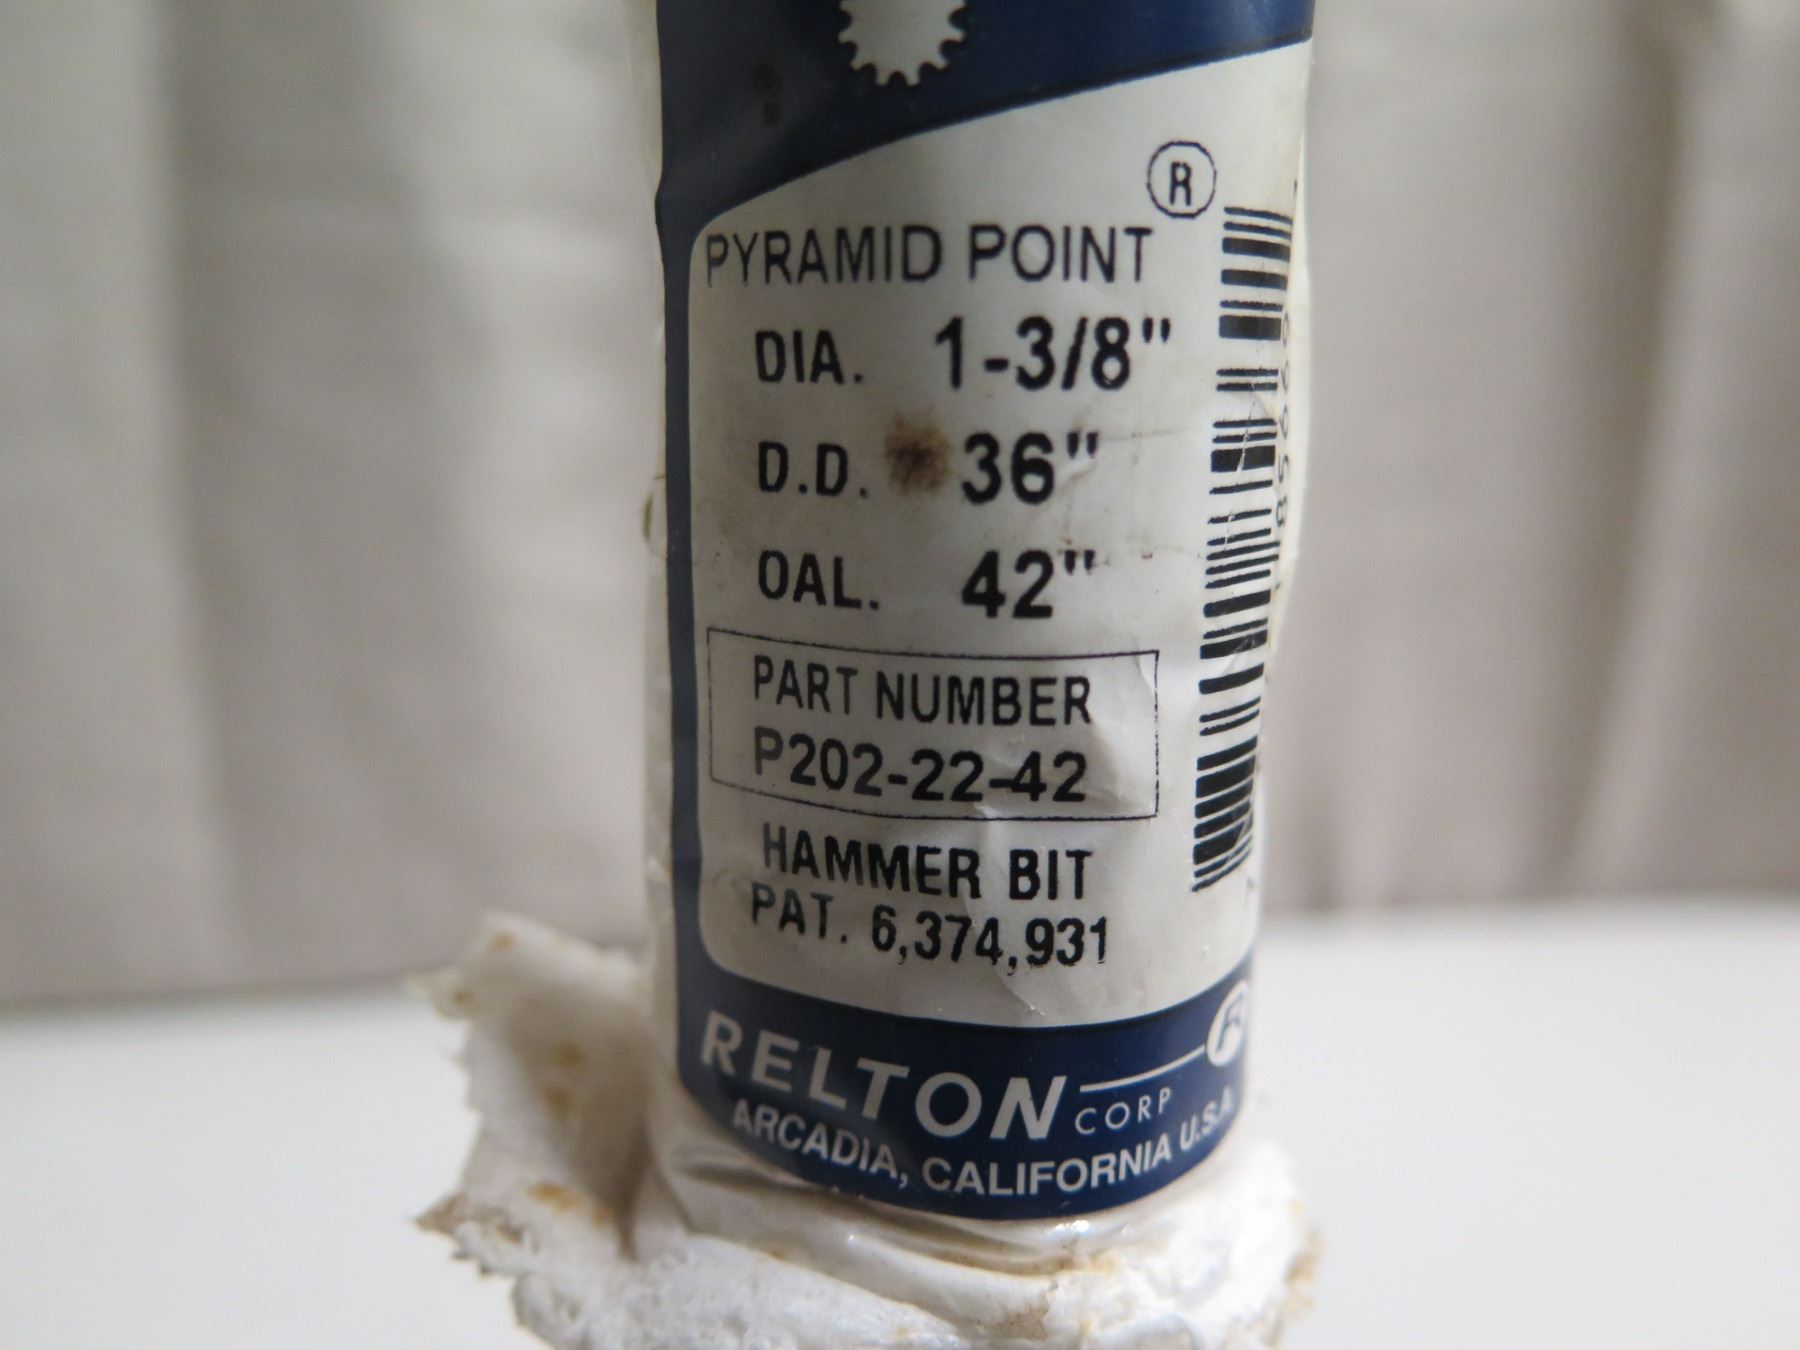 ®
PYRAMID POINT
DIA. 1-3/8"
D.D. 36"
OAL. 42"
PART NUMBER
P202-22-42
HAMMER BIT
PAT. 6,374,931
RELTON CORP
ARCADIA, CALIFORNIA U.S.A